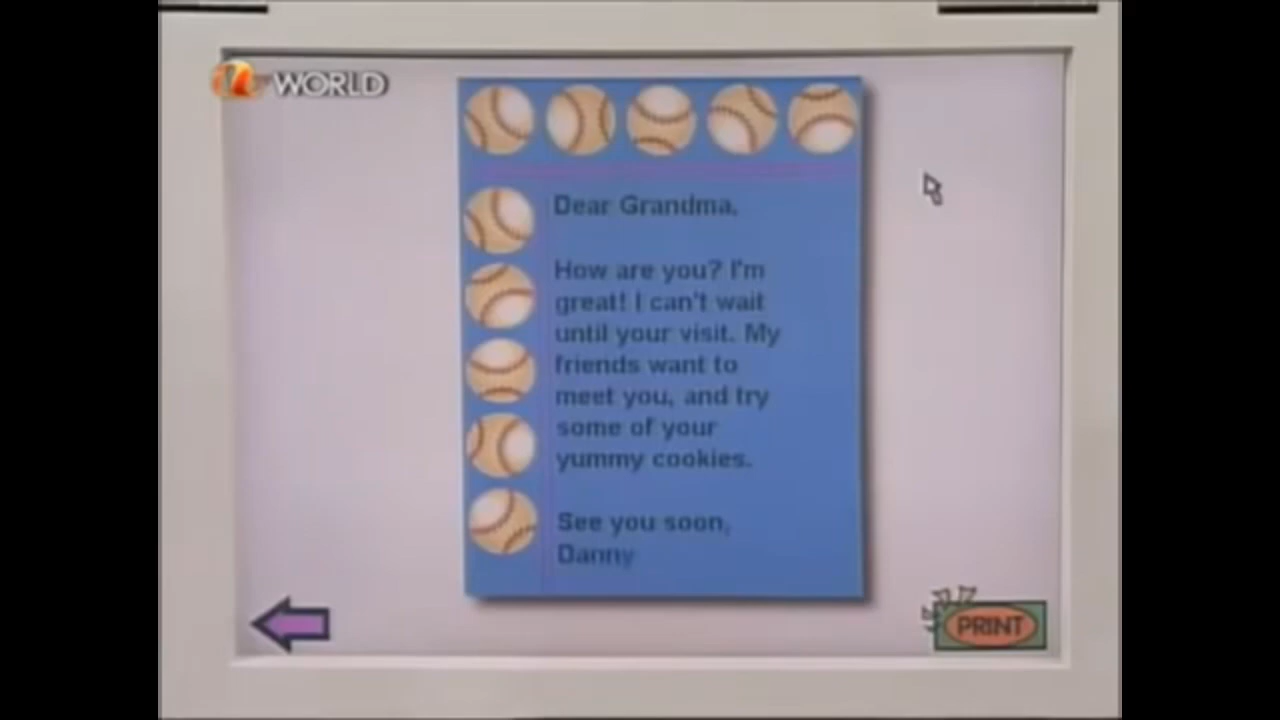 WORLD
Dear Grandma,
How are you? I'm
great! I can't wait
until your visit. My
friends want to
meet you, and try
some of your
yummy cookies.
See you soon,
Danny
PRINT